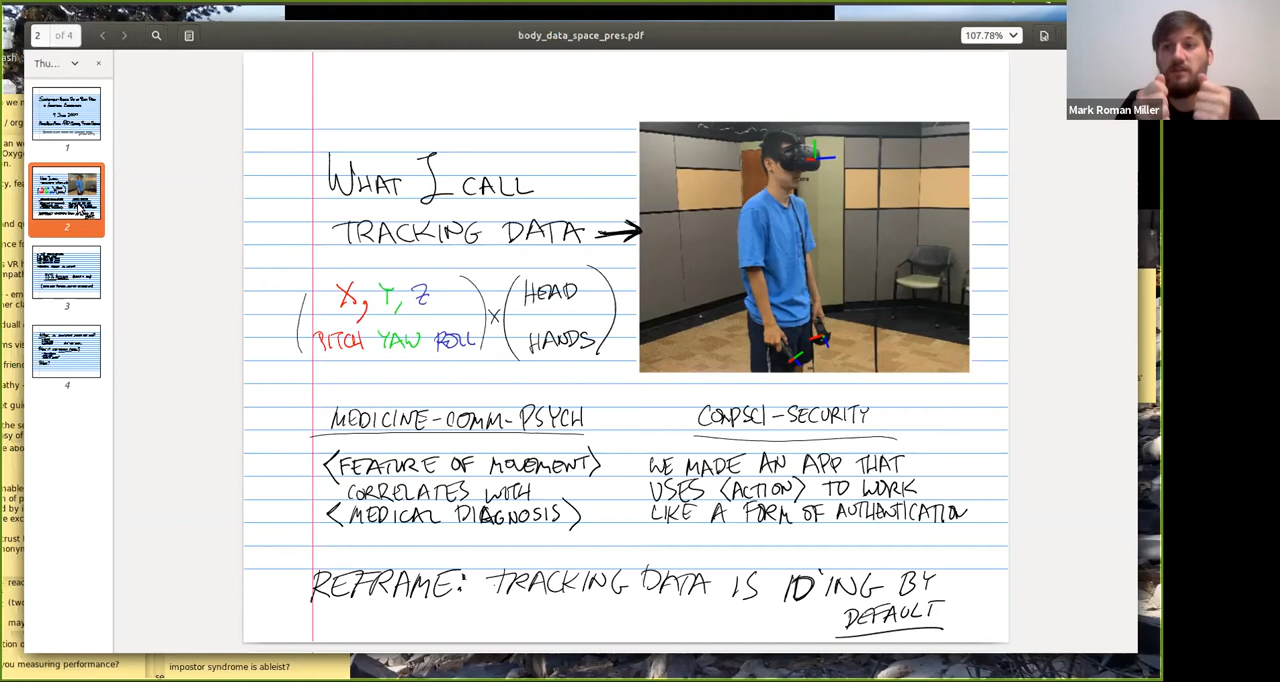 2 of 4
body_data_space_pres.pdf
107.78%
Thu...
1
2
3
4
Mark Roman Miller
WHAT I CALL
TRACKING DATA
X, Y, Z
PITCH YAW ROLL
X
HEAD
HANDS
MEDICINE-COMM-PSYCH
<FEATURE OF MOVEMENT>
CORRELATES WITH
<MEDICAL DIAGNOSIS>
COMPSCI-SECURITY
WE MADE AN APP THAT
USES <ACTION> TO WORK
LIKE A FORM OF AUTHENTICATION
REFRAME: TRACKING DATA IS ID'ING BY
DEFAULT
you measuring performance?
impostor syndrome is ableist?